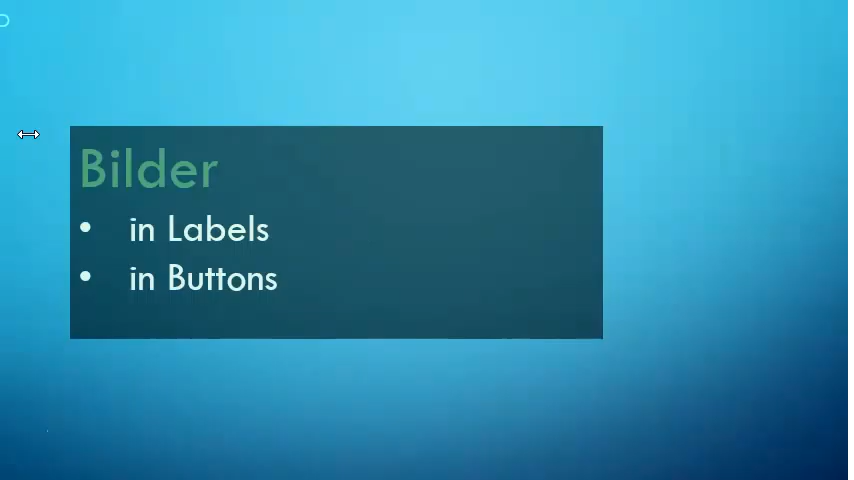 Bilder
• in Labels
• in Buttons